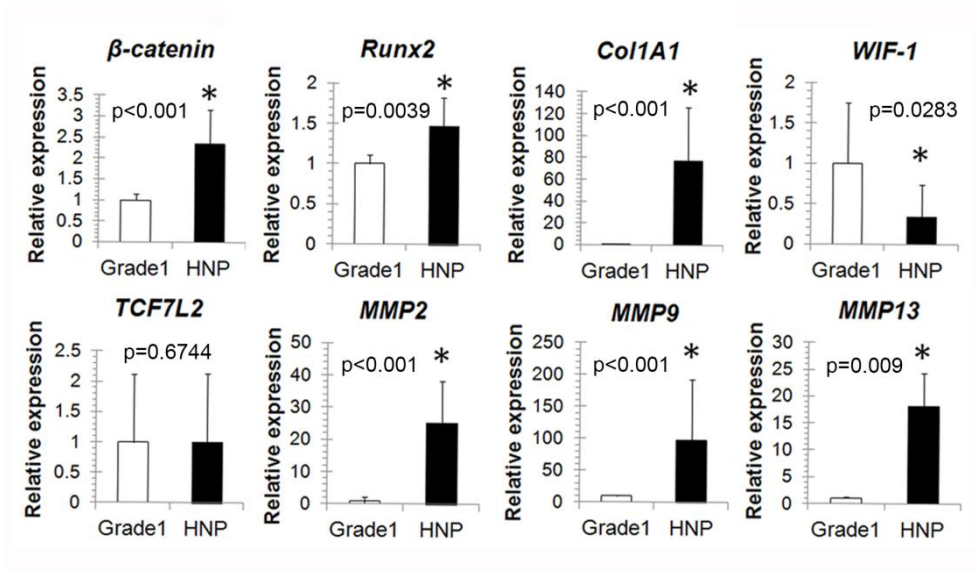 β-catenin
Relative expression
3.5
3
2.5
2
1.5
1
0.5
0
p<0.001
*
Grade1 HNP
Runx2
Relative expression
2
1.5
1
0.5
0
p=0.0039
*
Grade1 HNP
Col1A1
Relative expression
140
120
100
80
60
40
20
0
p<0.001
*
Grade1 HNP
WIF-1
Relative expression
2
1.5
1
0.5
0
p=0.0283
*
Grade1 HNP
TCF7L2
Relative expression
2.5
2
1.5
1
0.5
0
p=0.6744
Grade1 HNP
MMP2
Relative expression
50
40
30
20
10
0
p<0.001
*
Grade1 HNP
MMP9
Relative expression
250
200
150
100
50
0
p<0.001
*
Grade1 HNP
MMP13
Relative expression
30
25
20
15
10
5
0
p=0.009
*
Grade1 HNP